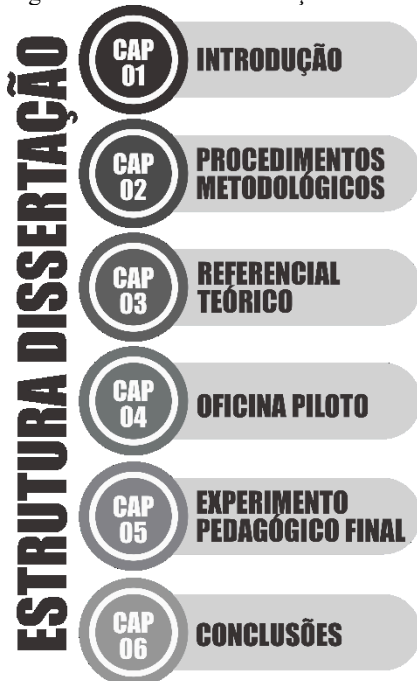 ESTRUTURA DISSERTAÇÃO
CAP
01
INTRODUÇÃO
CAP
02
PROCEDIMENTOS
METODOLÓGICOS
CAP
03
REFERENCIAL
TEÓRICO
CAP
04
OFICINA PILOTO
CAP
05
EXPERIMENTO
PEDAGÓGICO FINAL
CAP
06
CONCLUSÕES